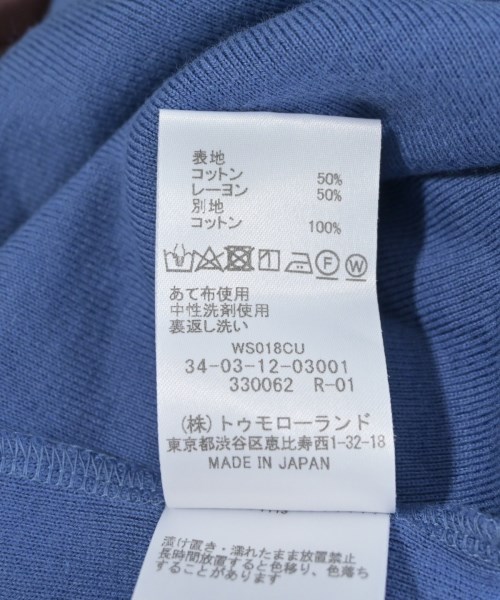 表地
コットン 50%
レーヨン 50%
別地
コットン 100%
F W
あて布使用
中性洗剤使用
裏返し洗い
WS018CU
34-03-12-03001
330062 R-01
(株)トゥモローランド
東京都渋谷区恵比寿西1-32-18
MADE IN JAPAN
漬け置き・濡れたまま放置禁止
長時間放置すると色移り、色落ち
することがあります